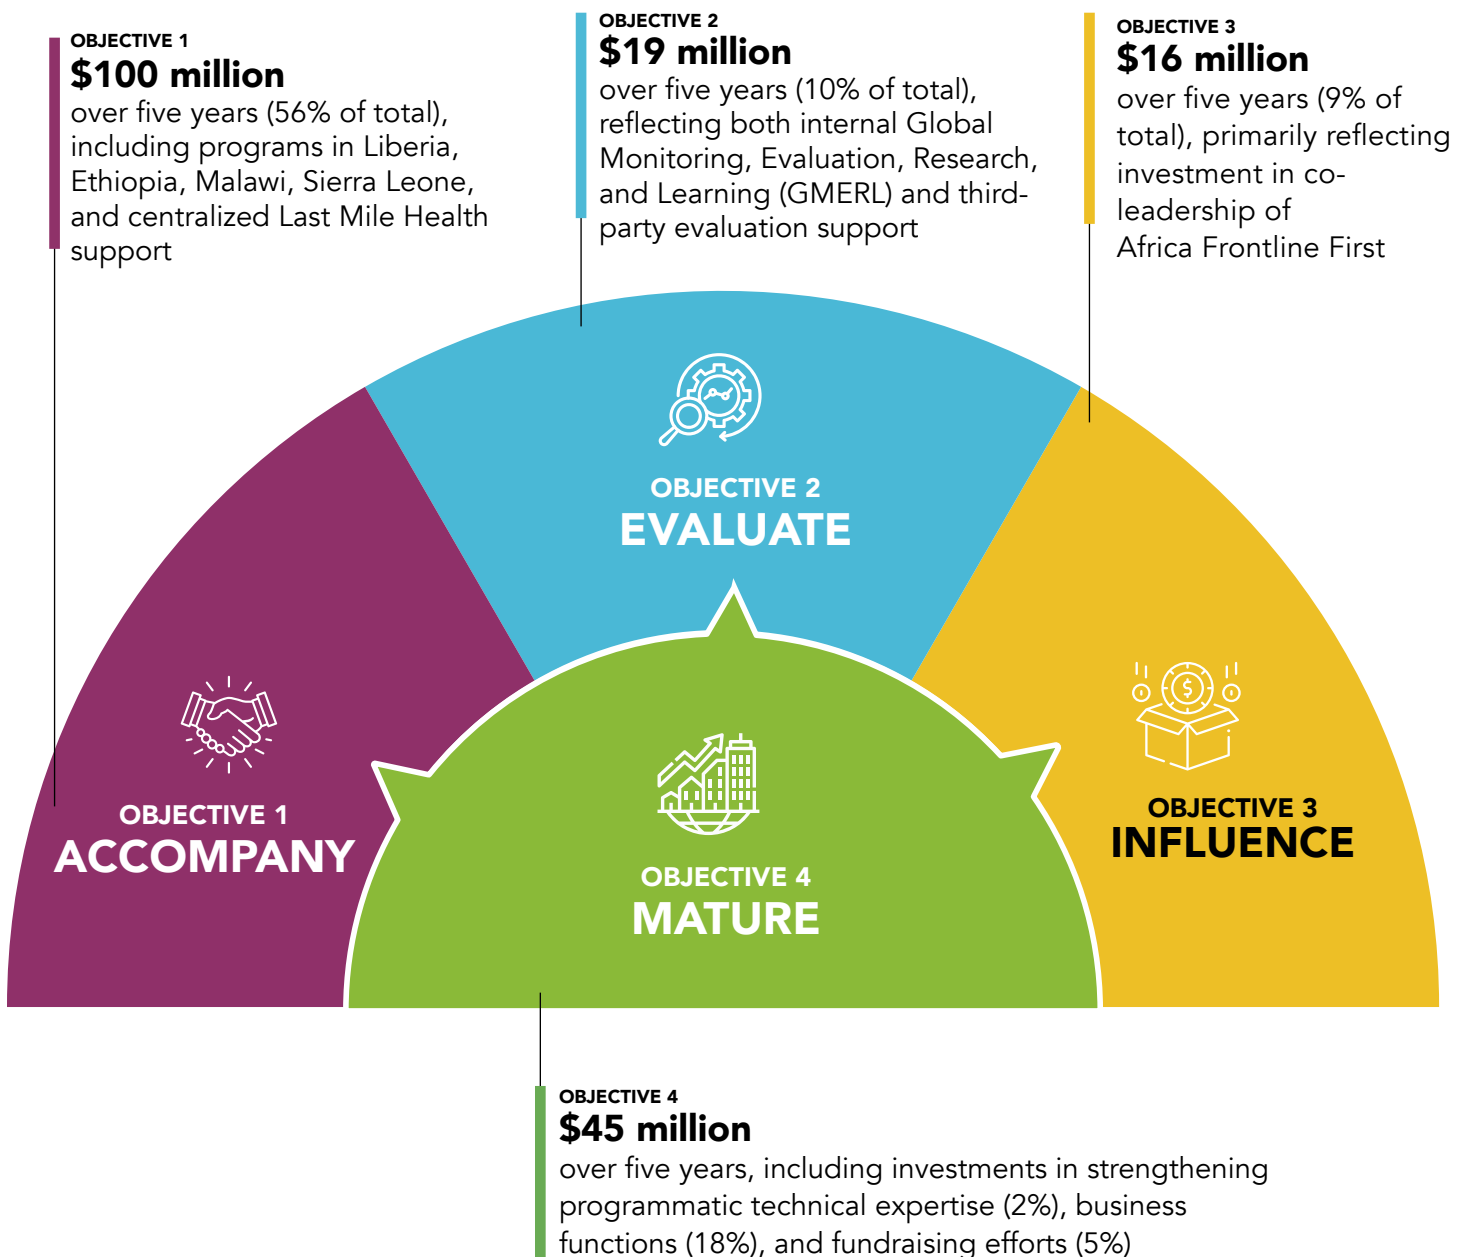 OBJECTIVE 1
$100 million
over five years (56% of total),
including programs in Liberia,
Ethiopia, Malawi, Sierra Leone,
and centralized Last Mile Health
support
OBJECTIVE 2
$19 million
over five years (10% of total),
reflecting both internal Global
Monitoring, Evaluation, Research,
and Learning (GMERL) and third-
party evaluation support
OBJECTIVE 3
$16 million
over five years (9% of
total), primarily reflecting
investment in co-
leadership of
Africa Frontline First
OBJECTIVE 2
EVALUATE
OBJECTIVE 1
ACCOMPANY
$
OBJECTIVE 3
INFLUENCE
OBJECTIVE 4
MATURE
OBJECTIVE 4
$45 million
over five years, including investments in strengthening
programmatic technical expertise (2%), business
functions (18%), and fundraising efforts (5%)